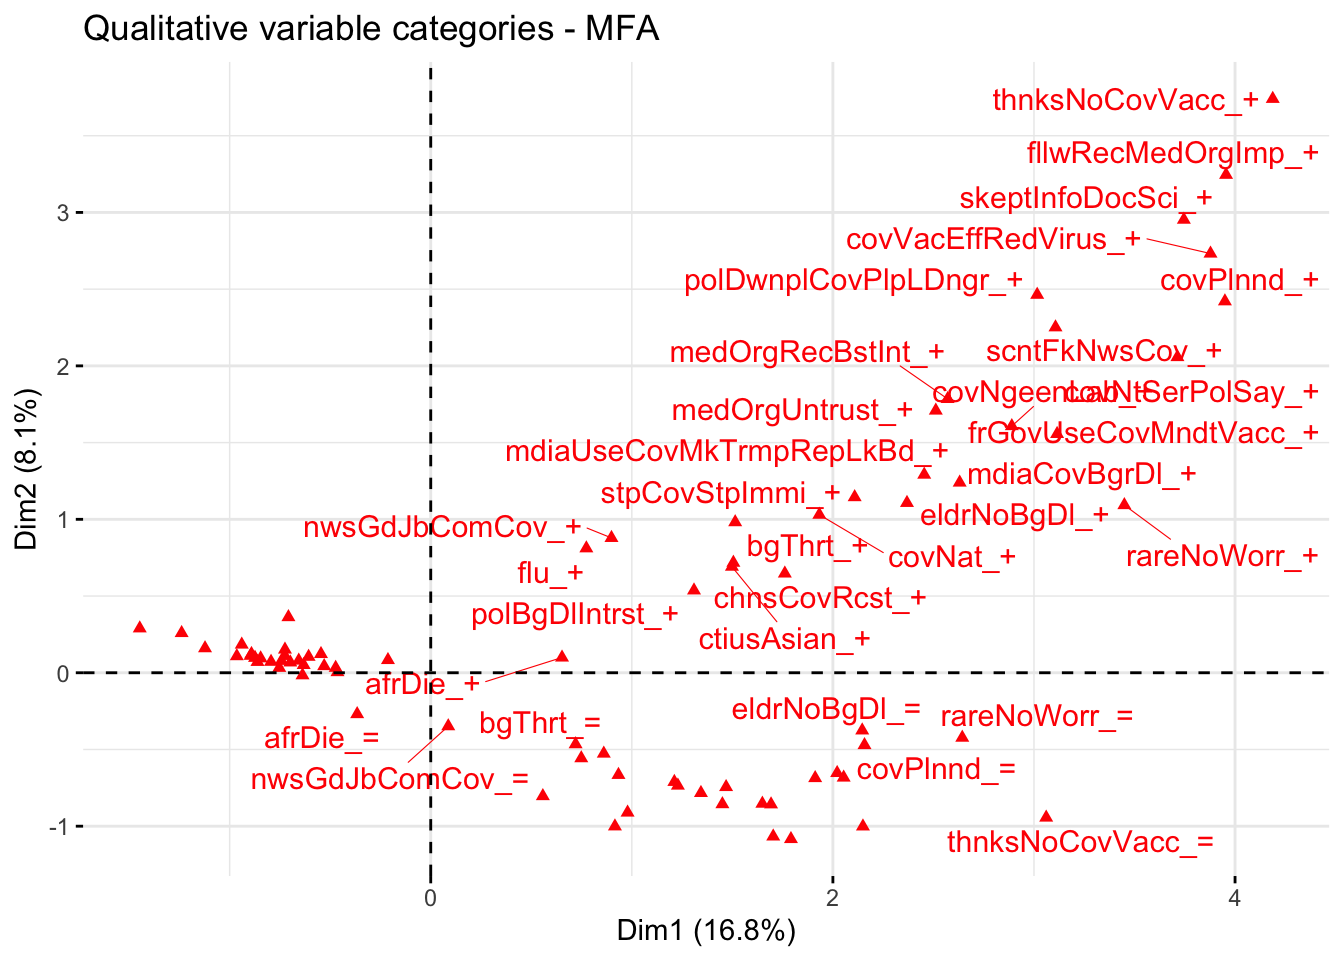 Qualitative variable categories - MFA
thnksNoCovVacc_+
fllwRecMedOrgImp_+
skeptInfoDocSci_+
covVacEffRedVirus_+
polDwnplCovPlpLDngr_+
covPlnnd_+
medOrgRecBstInt_+
scntFkNwsCov_+
medOrgUntrust_+
frGovUseCovMndtVacc_+
mdiaUseCovMkTrmpRepLkBd_+
mdiaCovBgrDl_+
stpCovStpImmi_+
eldrNoBgDl_+
nwsGdJbComCov_+
bgThrt_+
covNat_+
rareNoWorr_+
flu_+
chnsCovRcst_+
polBgDlIntrst_+
ctiusAsian_+
afrDie_+
eldrNoBgDl_=
rareNoWorr_=
bgThrt_=
afrDie_=
covPlnnd_=
nwsGdJbComCov_=
thnksNoCovVacc_=
3
2
1
0
-1
0
2
4
Dim1 (16.8%)
Dim2 (8.1%)